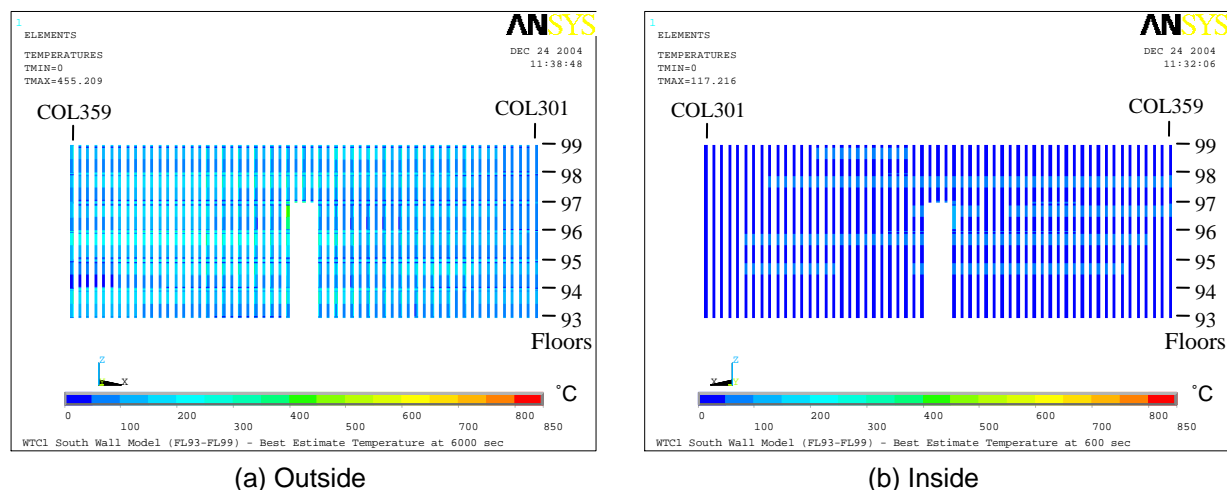 1
ANSYS
ELEMENTS
DEC 24 2004
11:38:48
TEMPERATURES
TMIN=0
TMAX=455.209
COL359
COL301
99
98
97
96
95
94
93
Floors
Z
X
°C
0 200 400 600 800
100 300 500 700 850
WTC1 South Wall Model (FL93-FL99) - Best Estimate Temperature at 6000 sec
(a) Outside
1
ANSYS
ELEMENTS
DEC 24 2004
11:32:06
TEMPERATURES
TMIN=0
TMAX=117.216
COL301
COL359
99
98
97
96
95
94
93
Floors
Z
X
°C
0 200 400 600 800
100 300 500 700 850
WTC1 South Wall Model (FL93-FL99) - Best Estimate Temperature at 600 sec
(b) Inside